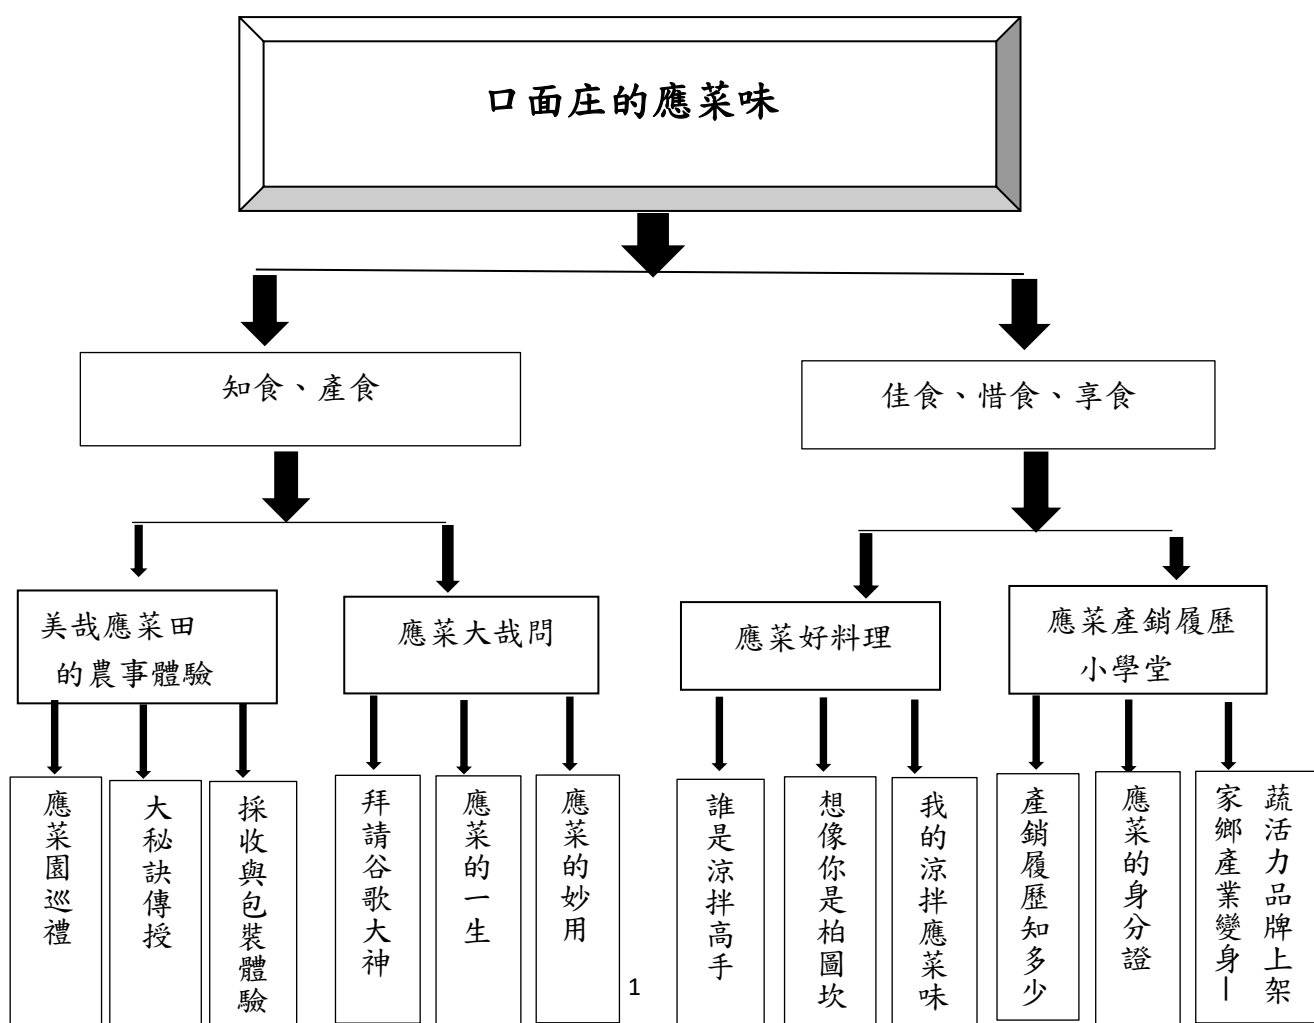 口面庄的應菜味
知食、產食
佳食、惜食、享食
美哉應菜田
的農事體驗
應菜大哉問
應菜好料理
應菜產銷履歷
小學堂
應菜園巡禮
大秘訣傳授
採收與包裝體驗
拜請谷歌大神
應菜的一生
應菜的妙用
誰是涼拌高手
想像你是柏圖坎
我的涼拌應菜味
產銷履歷知多少
應菜的身分證
家鄉產業變身—
蔬活力品牌上架
1